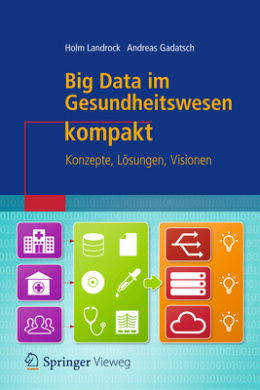 Holm Landrock Andreas Gadatsch
Big Data im
Gesundheitswesen
kompakt
Konzepte, Lösungen, Visionen
Springer Vieweg